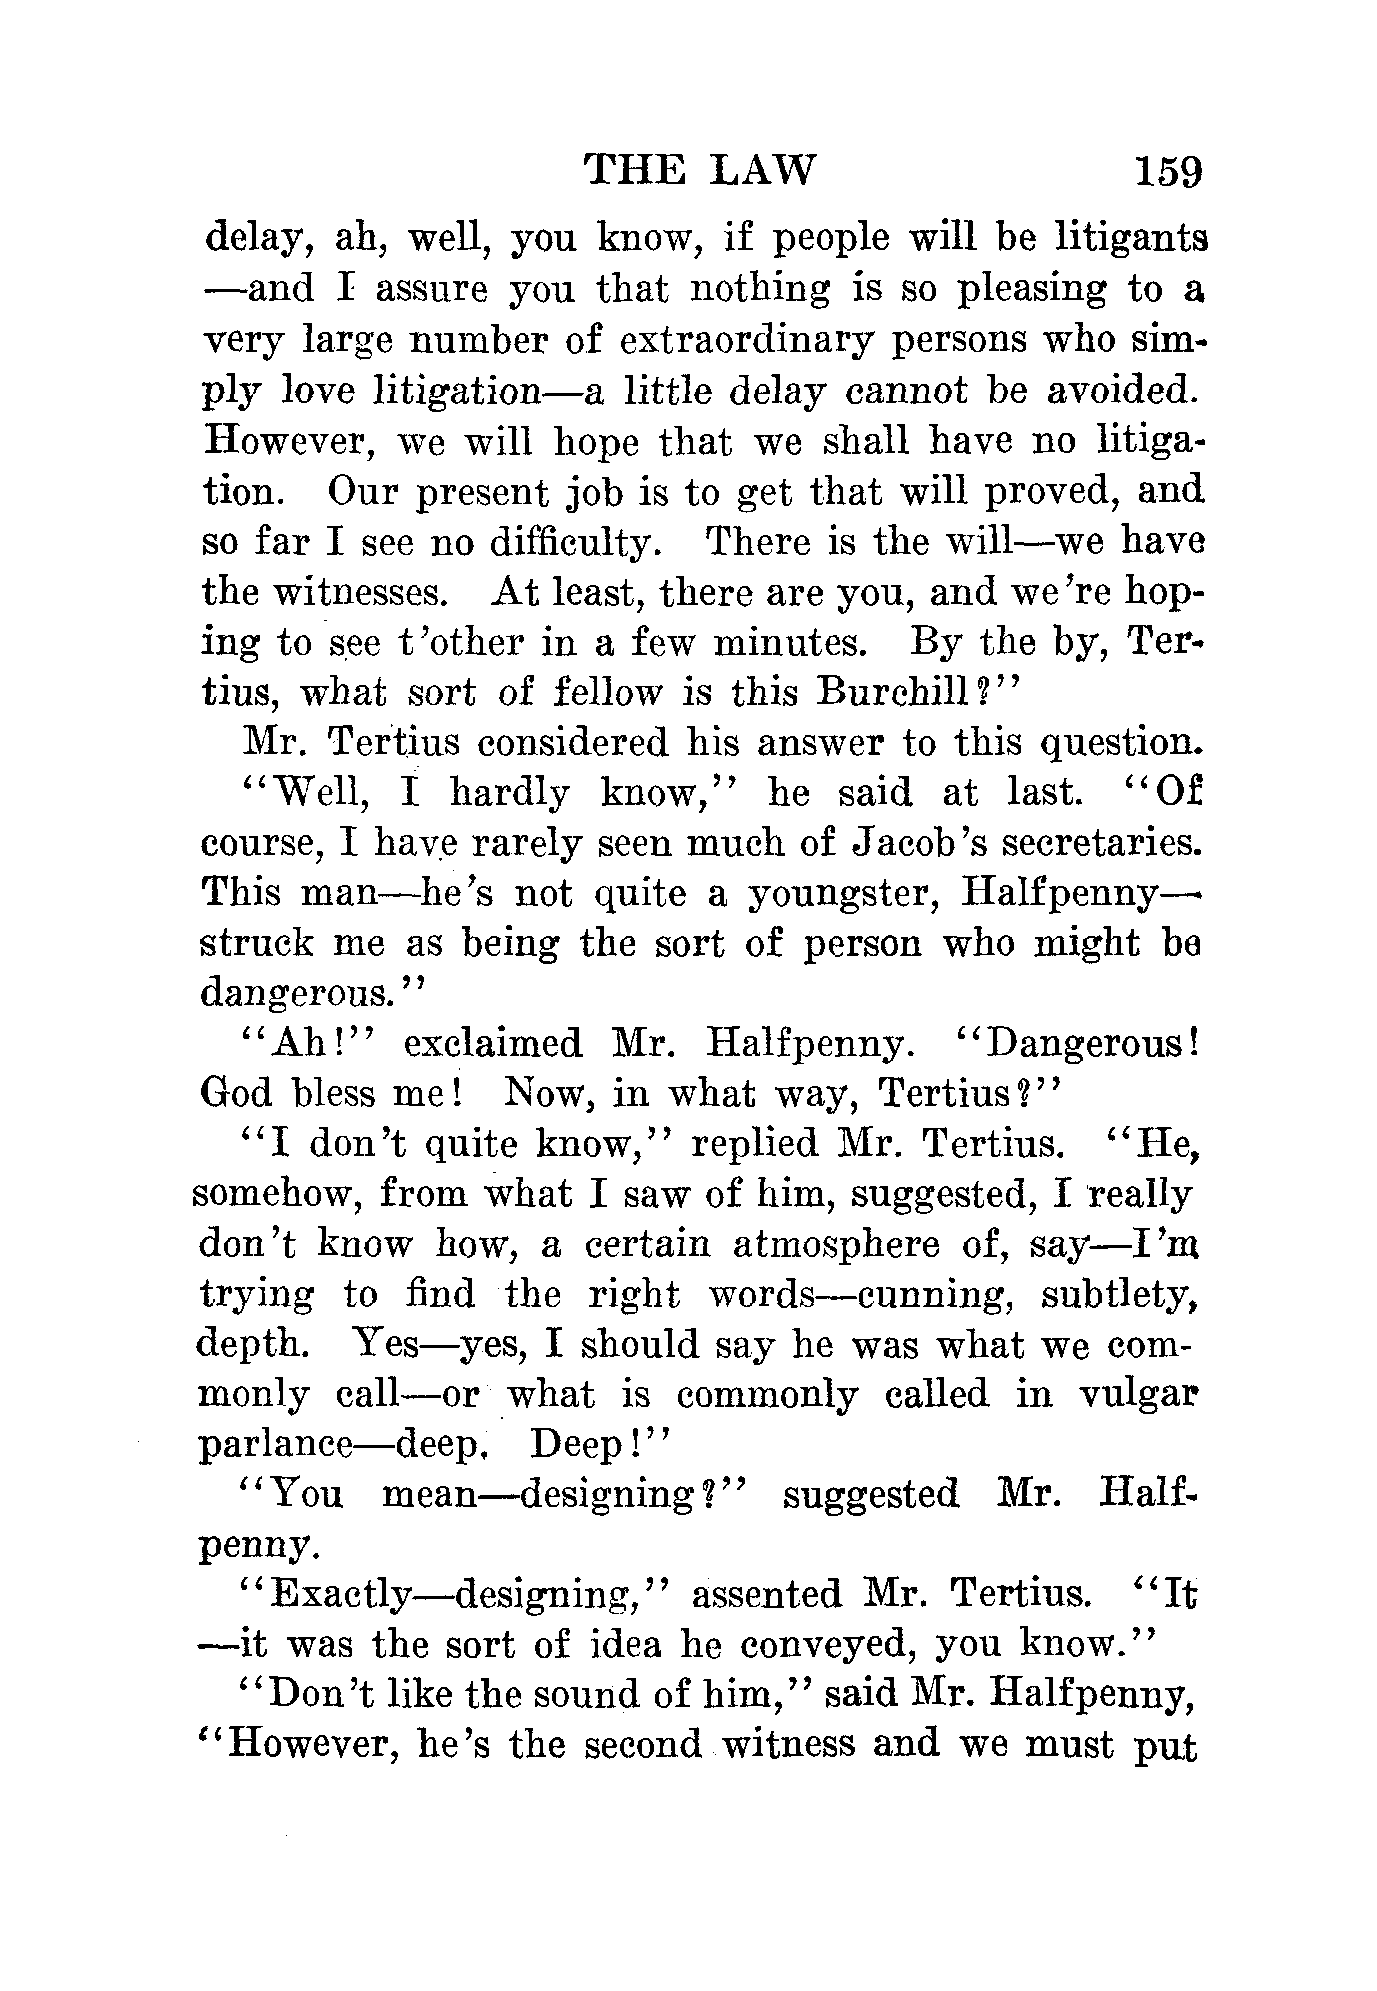 THE LAW 159
delay, ah, well, you know, if people will be litigants
—and I assure you that nothing is so pleasing to a
very large number of extraordinary persons who sim-
ply love litigation—a little delay cannot be avoided.
However, we will hope that we shall have no litiga-
tion. Our present job is to get that will proved, and
so far I see no difficulty. There is the will—we have
the witnesses. At least, there are you, and we're hop-
ing to see t'other in a few minutes. By the by, Ter-
tius, what sort of fellow is this Burchill?"
Mr. Tertius considered his answer to this question.
"Well, I hardly know," he said at last. "Of
course, I have rarely seen much of Jacob's secretaries.
This man—he's not quite a youngster, Halfpenny—
struck me as being the sort of person who might be
dangerous."
"Ah!" exclaimed Mr. Halfpenny. "Dangerous!
God bless me! Now, in what way, Tertius?"
"I don't quite know," replied Mr. Tertius. "He,
somehow, from what I saw of him, suggested, I really
don't know how, a certain atmosphere of, say—I'm
trying to find the right words—cunning, subtlety,
depth. Yes—yes, I should say he was what we com-
monly call—or what is commonly called in vulgar
parlance—deep. Deep!"
"You mean—designing?" suggested Mr. Half-
penny.
"Exactly—designing," assented Mr. Tertius. "It
—it was the sort of idea he conveyed, you know."
"Don't like the sound of him," said Mr. Halfpenny,
"However, he's the second witness and we must put